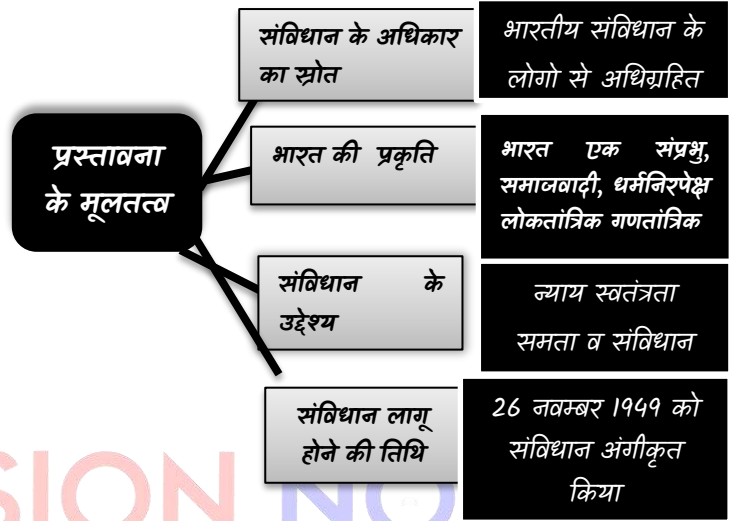 प्रस्तावना
के मूलतत्व
संविधान के अधिकार
का स्रोत
भारतीय संविधान के
लोगो से अधिग्रहित
भारत की प्रकृति
भारत एक संप्रभु,
समाजवादी, धर्मनिरपेक्ष
लोकतांत्रिक गणतांत्रिक
संविधान के
उद्देश्य
न्याय स्वतंत्रता
समता व संविधान
संविधान लागू
होने की तिथि
26 नवम्बर 1949 को
संविधान अंगीकृत
किया
SION NO